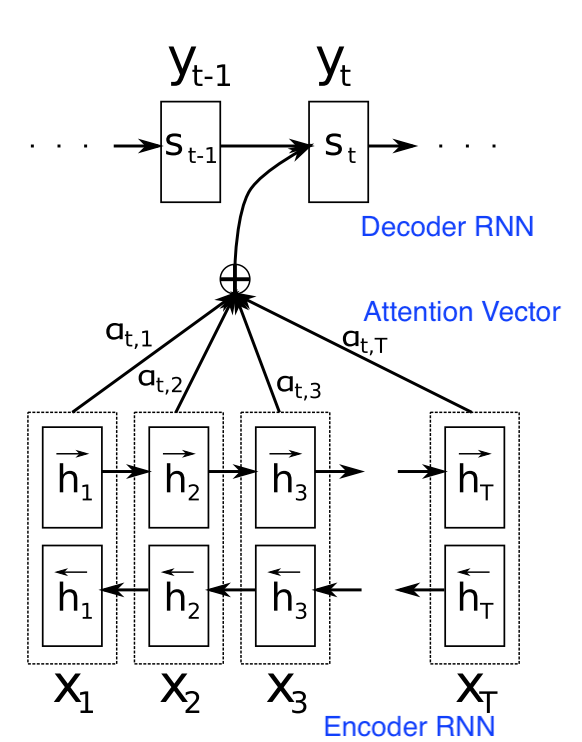 y_{t-1} y_t
. . . s_{t-1} s_t . . .
Decoder RNN
Attention Vector
a_{t,1} a_{t,2} a_{t,3} a_{t,T}
\overrightarrow{h}_1 \overrightarrow{h}_2 \overrightarrow{h}_3 \overrightarrow{h}_T
\overleftarrow{h}_1 \overleftarrow{h}_2 \overleftarrow{h}_3 \overleftarrow{h}_T
x_1 x_2 x_3 x_T
Encoder RNN